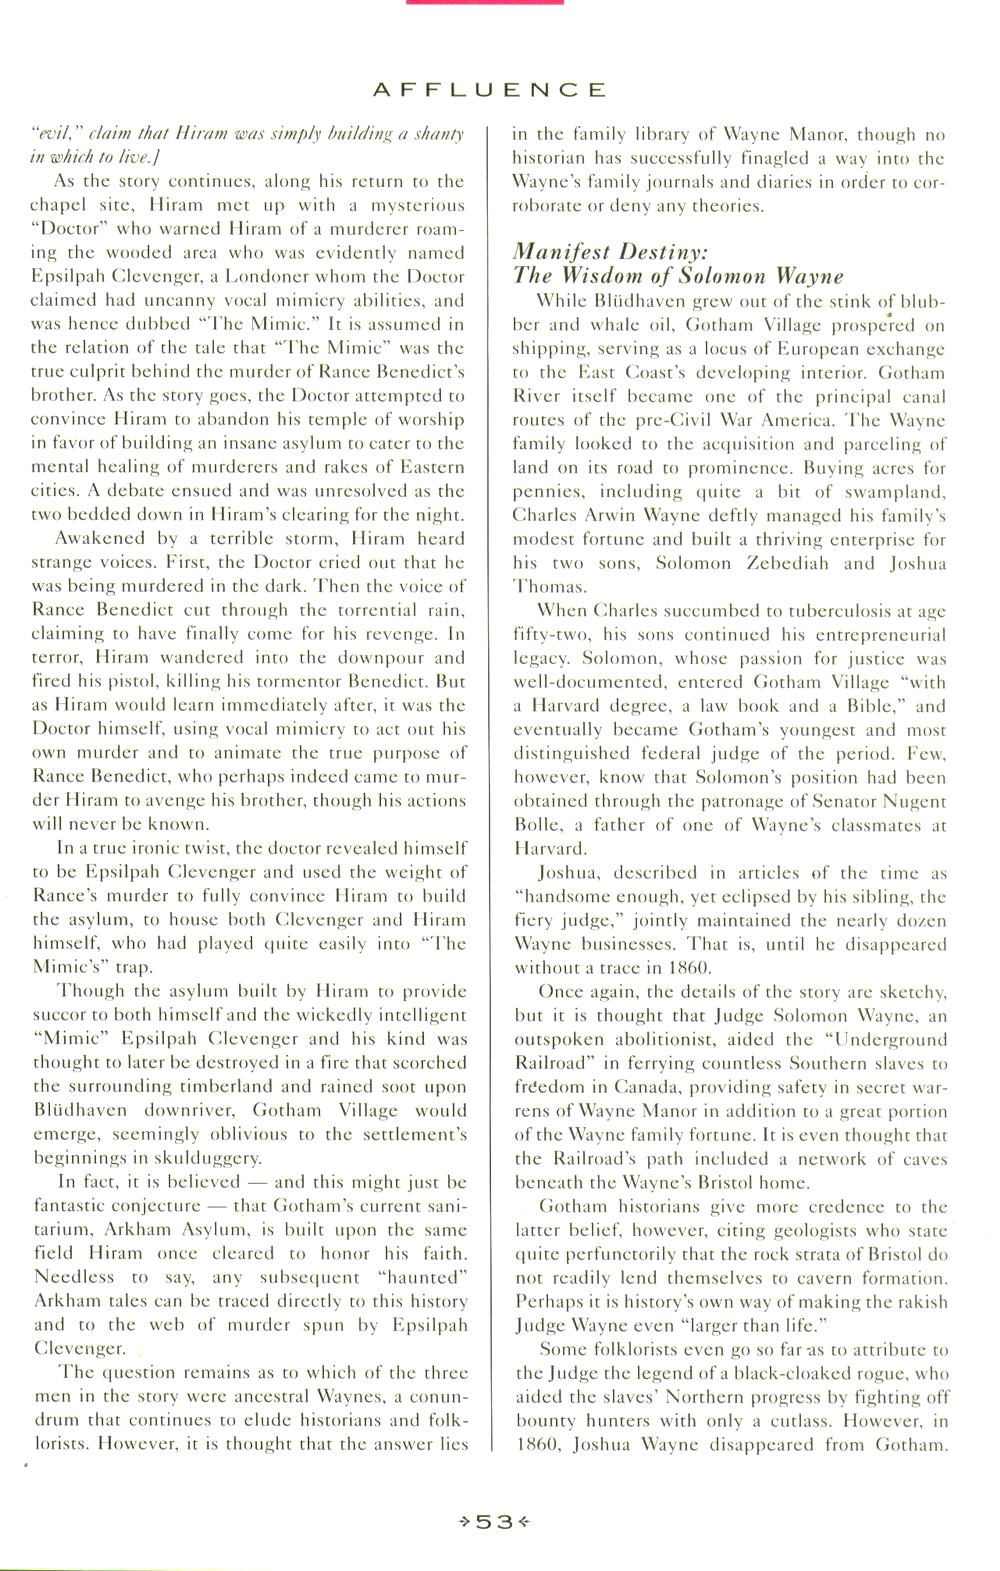 AFFLUENCE
"evil," claim that Hiram was simply building a shanty
in which to live.]
As the story continues, along his return to the
chapel site, Hiram met up with a mysterious
"Doctor" who warned Hiram of a murderer roam-
ing the wooded area who was evidently named
Epsilpah Clevenger, a Londoner whom the Doctor
claimed had uncanny vocal mimicry abilities, and
was hence dubbed "The Mimic." It is assumed in
the relation of the tale that "The Mimic" was the
true culprit behind the murder of Rance Benedict's
brother. As the story goes, the Doctor attempted to
convince Hiram to abandon his temple of worship
in favor of building an insane asylum to cater to the
mental healing of murderers and rakes of Eastern
cities. A debate ensued and was unresolved as the
two bedded down in Hiram's clearing for the night.
Awakened by a terrible storm, Hiram heard
strange voices. First, the Doctor cried out that he
was being murdered in the dark. Then the voice of
Rance Benedict cut through the torrential rain,
claiming to have finally come for his revenge. In
terror, Hiram wandered into the downpour and
fired his pistol, killing his tormentor Benedict. But
as Hiram would learn immediately after, it was the
Doctor himself, using vocal mimicry to act out his
own murder and to animate the true purpose of
Rance Benedict, who perhaps indeed came to mur-
der Hiram to avenge his brother, though his actions
will never be known.
In a true ironic twist, the doctor revealed himself
to be Epsilpah Clevenger and used the weight of
Rance's murder to fully convince Hiram to build
the asylum, to house both Clevenger and Hiram
himself, who had played quite easily into "The
Mimic's" trap.
Though the asylum built by Hiram to provide
succor to both himself and the wickedly intelligent
"Mimic" Epsilpah Clevenger and his kind was
thought to later be destroyed in a fire that scorched
the surrounding timberland and rained soot upon
Blüdhaven downriver, Gotham Village would
emerge, seemingly oblivious to the settlement's
beginnings in skulduggery.
In fact, it is believed — and this might just be
fantastic conjecture — that Gotham's current sani-
tarium, Arkham Asylum, is built upon the same
field Hiram once cleared to honor his faith.
Needless to say, any subsequent "haunted"
Arkham tales can be traced directly to this history
and to the web of murder spun by Epsilpah
Clevenger.
The question remains as to which of the three
men in the story were ancestral Waynes, a conun-
drum that continues to elude historians and folk-
lorists. However, it is thought that the answer lies
in the family library of Wayne Manor, though no
historian has successfully finagled a way into the
Wayne's family journals and diaries in order to cor-
roborate or deny any theories.
Manifest Destiny:
The Wisdom of Solomon Wayne
While Blüdhaven grew out of the stink of blub-
ber and whale oil, Gotham Village prospered on
shipping, serving as a locus of European exchange
to the East Coast's developing interior. Gotham
River itself became one of the principal canal
routes of the pre-Civil War America. The Wayne
family looked to the acquisition and parceling of
land on its road to prominence. Buying acres for
pennies, including quite a bit of swampland,
Charles Arwin Wayne deftly managed his family's
modest fortune and built a thriving enterprise for
his two sons, Solomon Zebediah and Joshua
Thomas.
When Charles succumbed to tuberculosis at age
fifty-two, his sons continued his entrepreneurial
legacy. Solomon, whose passion for justice was
well-documented, entered Gotham Village "with
a Harvard degree, a law book and a Bible," and
eventually became Gotham's youngest and most
distinguished federal judge of the period. Few,
however, know that Solomon's position had been
obtained through the patronage of Senator Nugent
Bolle, a father of one of Wayne's classmates at
Harvard.
Joshua, described in articles of the time as
"handsome enough, yet eclipsed by his sibling, the
fiery judge," jointly maintained the nearly dozen
Wayne businesses. That is, until he disappeared
without a trace in 1860.
Once again, the details of the story are sketchy,
but it is thought that Judge Solomon Wayne, an
outspoken abolitionist, aided the "Underground
Railroad" in ferrying countless Southern slaves to
freedom in Canada, providing safety in secret war-
rens of Wayne Manor in addition to a great portion
of the Wayne family fortune. It is even thought that
the Railroad's path included a network of caves
beneath the Wayne's Bristol home.
Gotham historians give more credence to the
latter belief, however, citing geologists who state
quite perfunctorily that the rock strata of Bristol do
not readily lend themselves to cavern formation.
Perhaps it is history's own way of making the rakish
Judge Wayne even "larger than life."
Some folklorists even go so far as to attribute to
the Judge the legend of a black-cloaked rogue, who
aided the slaves' Northern progress by fighting off
bounty hunters with only a cutlass. However, in
1860, Joshua Wayne disappeared from Gotham.
53